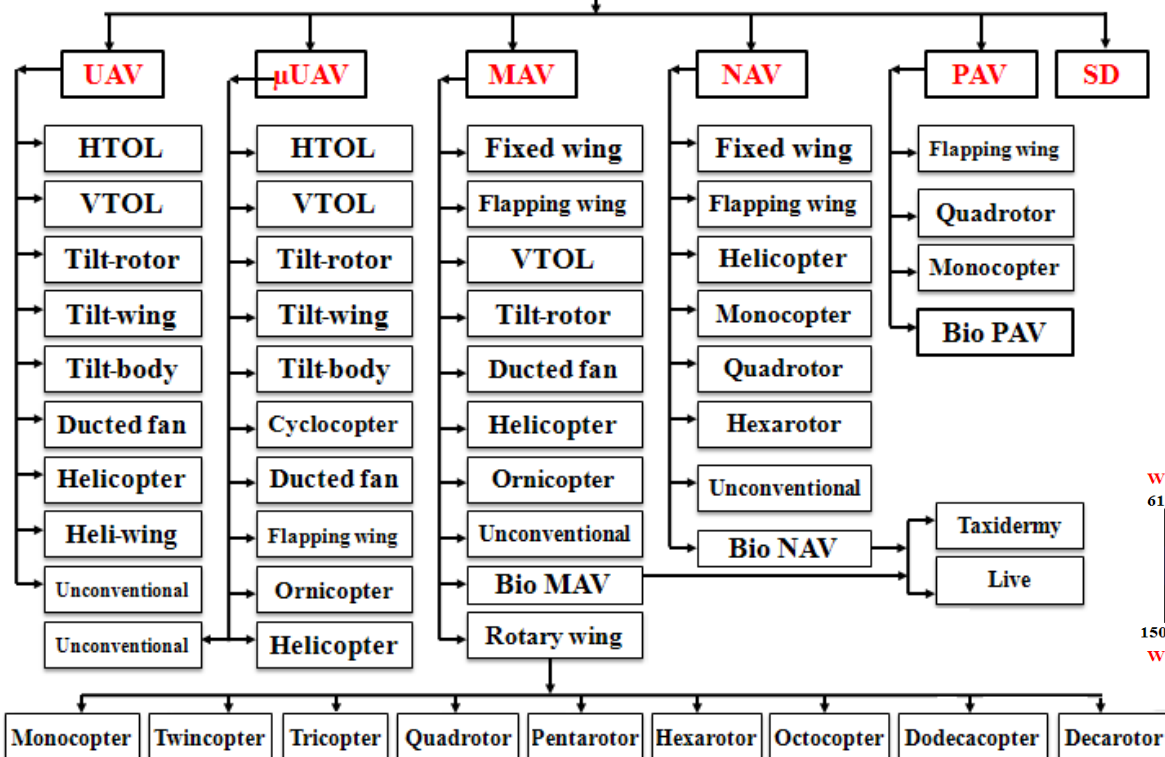 UAV
μUAV
MAV
NAV
PAV
SD
HTOL
VTOL
Tilt-rotor
Tilt-wing
Tilt-body
Ducted fan
Helicopter
Heli-wing
Unconventional
Unconventional
HTOL
VTOL
Tilt-rotor
Tilt-wing
Tilt-body
Cyclocopter
Ducted fan
Flapping wing
Ornicopter
Helicopter
Fixed wing
Flapping wing
VTOL
Tilt-rotor
Ducted fan
Helicopter
Ornicopter
Unconventional
Bio MAV
Rotary wing
Fixed wing
Flapping wing
Helicopter
Monocopter
Quadrotor
Hexarotor
Unconventional
Bio NAV
Flapping wing
Quadrotor
Monocopter
Bio PAV
Taxidermy
Live
W
61
150
W
Monocopter
Twincopter
Tricopter
Quadrotor
Pentarotor
Hexarotor
Octocopter
Dodecacopter
Decarotor